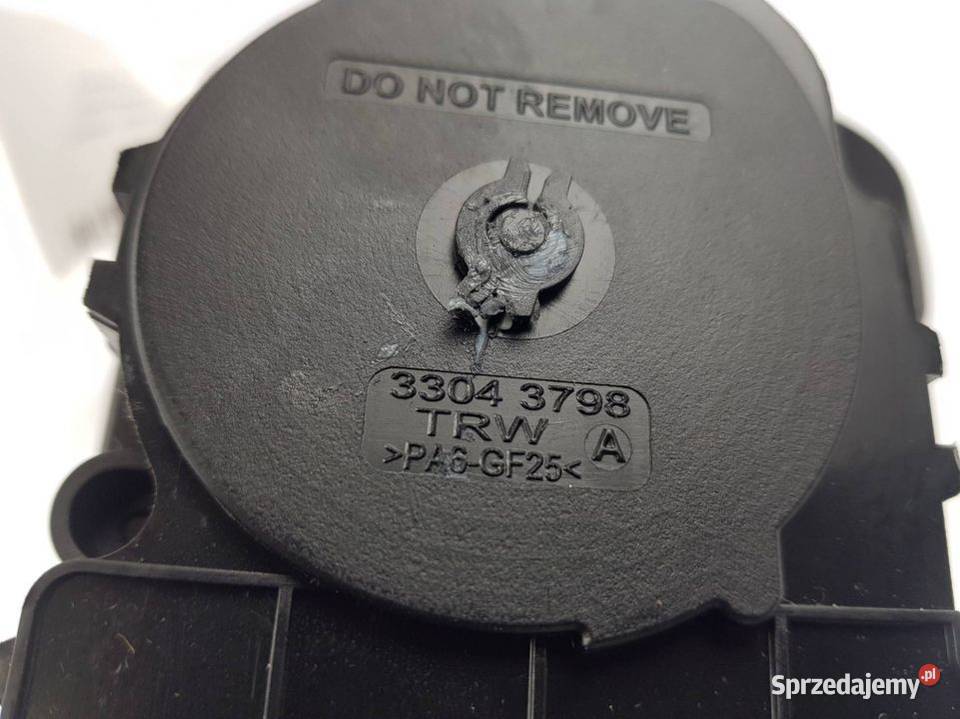 DO NOT REMOVE
3304 3798
TRW
A
>PA6-GF25<
Sprzedajemy.pl